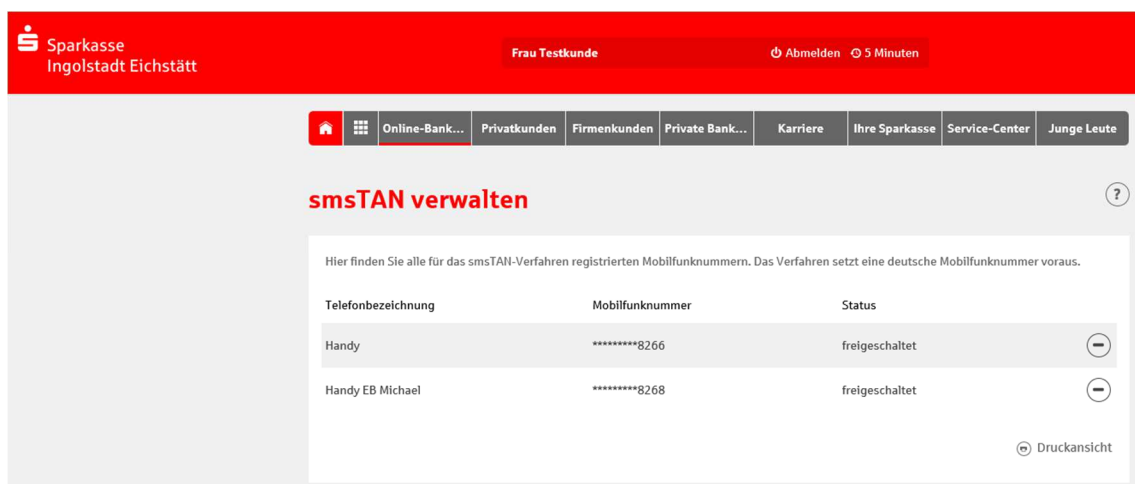 Sparkasse
Ingolstadt Eichstätt
Frau Testkunde Abmelden 5 Minuten
Online-Bank... Privatkunden Firmenkunden Private Bank... Karriere Ihre Sparkasse Service-Center Junge Leute
smsTAN verwalten ?
Hier finden Sie alle für das smsTAN-Verfahren registrierten Mobilfunknummern. Das Verfahren setzt eine deutsche Mobilfunknummer voraus.
Telefonbezeichnung Mobilfunknummer Status
Handy *********8266 freigeschaltet
Handy EB Michael *********8268 freigeschaltet
Druckansicht